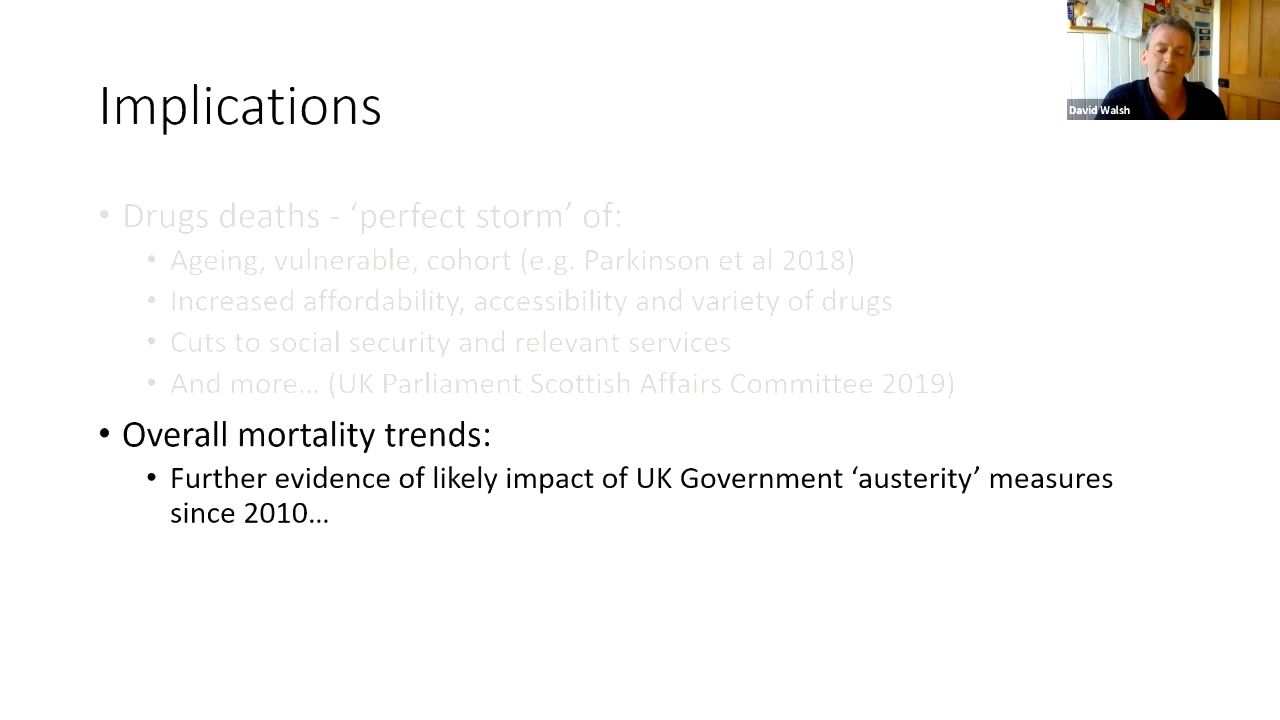 David Walsh
Implications
• Drugs deaths - ‘perfect storm’ of:
• Ageing, vulnerable, cohort (e.g. Parkinson et al 2018)
• Increased affordability, accessibility and variety of drugs
• Cuts to social security and relevant services
• And more... (UK Parliament Scottish Affairs Committee 2019)
• Overall mortality trends:
• Further evidence of likely impact of UK Government ‘austerity’ measures
since 2010...